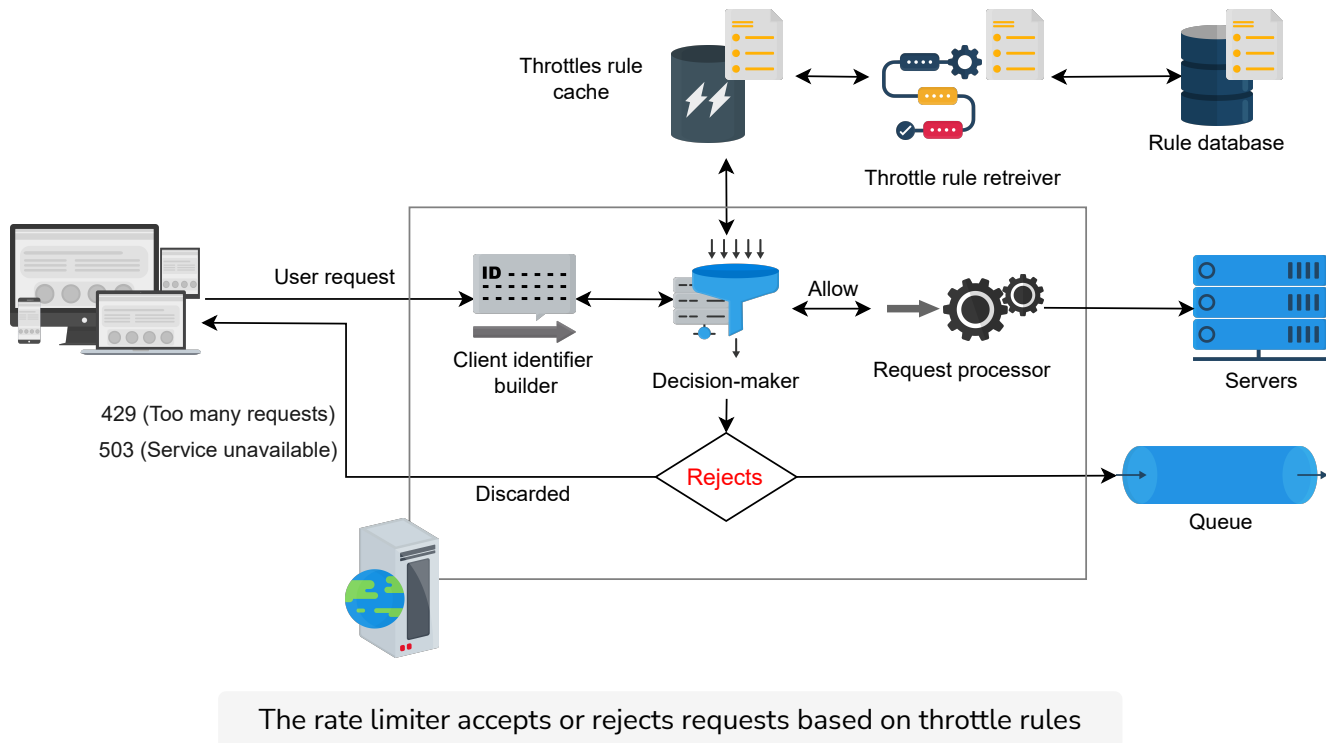 Throttles rule
cache
Throttle rule retreiver
Rule database
User request
ID
Client identifier
builder
Decision-maker
Allow
Request processor
Servers
429 (Too many requests)
503 (Service unavailable)
Discarded
Rejects
Queue
The rate limiter accepts or rejects requests based on throttle rules